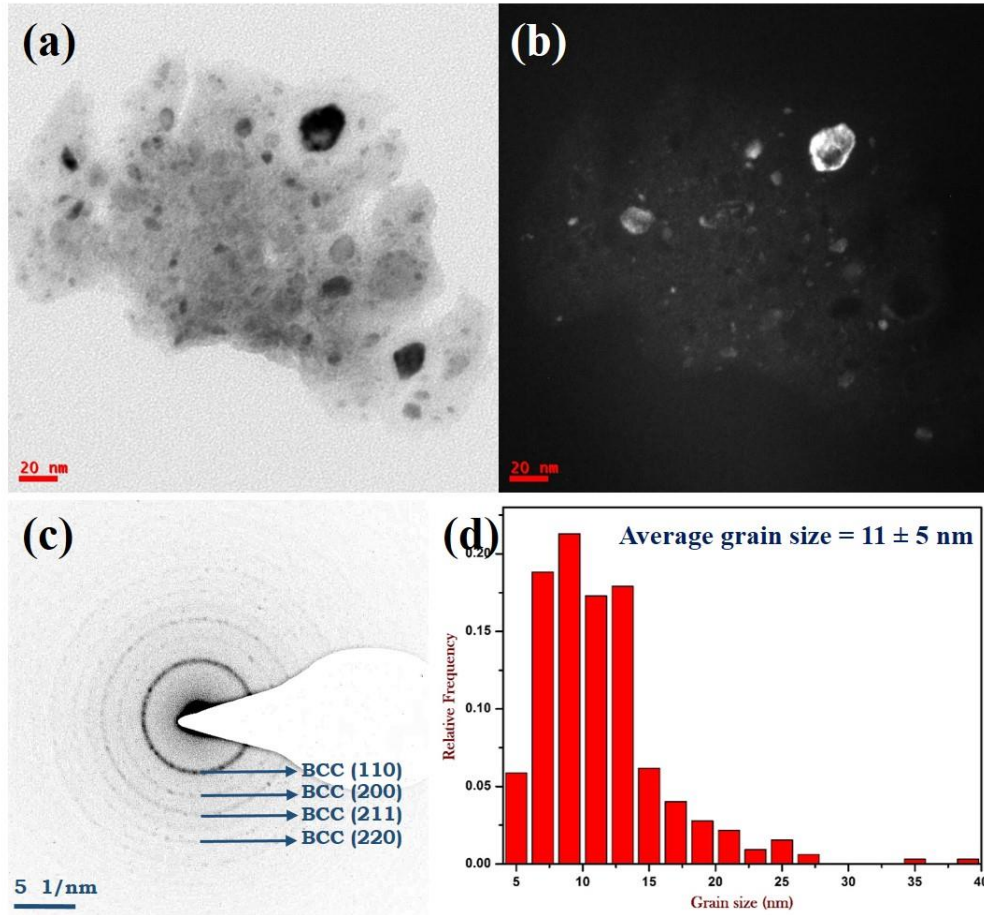 (a)
(b)
20 nm
20 nm
(c)
BCC (110)
BCC (200)
BCC (211)
BCC (220)
5 1/nm
(d)
Average grain size = 11 ± 5 nm
Relative Frequency
0.20
0.15
0.10
0.05
0.00
5 10 15 20 25 30 35 40
Grain size (nm)